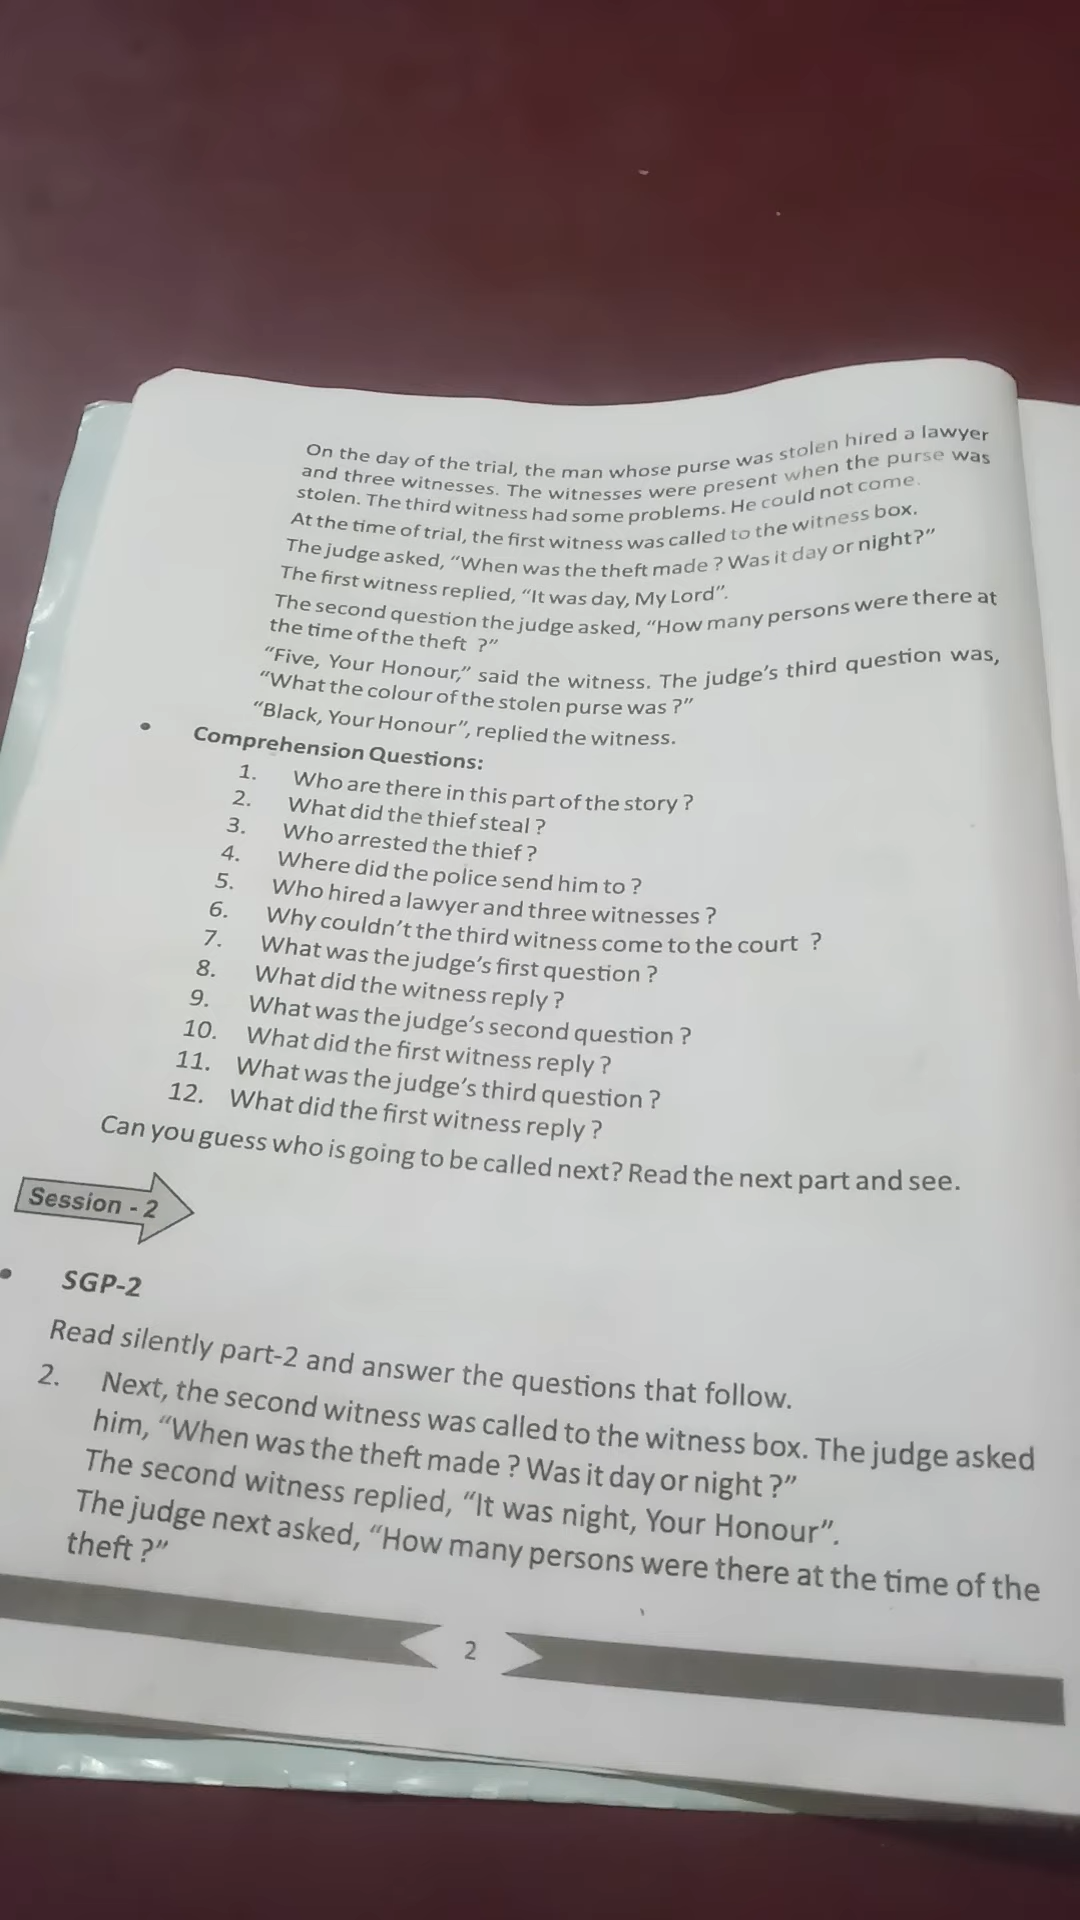 On the day of the trial, the man whose purse was stolen hired a lawyer
and three witnesses. The witnesses were present when the purse was
stolen. The third witness had some problems. He could not come.
At the time of trial, the first witness was called to the witness box.
The judge asked, “When was the theft made ? Was it day or night?”
The first witness replied, “It was day, My Lord”.
The second question the judge asked, “How many persons were there at
the time of the theft ?”
“Five, Your Honour,” said the witness. The judge’s third question was,
“What the colour of the stolen purse was ?”
“Black, Your Honour”, replied the witness.
• Comprehension Questions:
1. Who are there in this part of the story ?
2. What did the thief steal ?
3. Who arrested the thief ?
4. Where did the police send him to ?
5. Who hired a lawyer and three witnesses ?
6. Why couldn’t the third witness come to the court ?
7. What was the judge’s first question ?
8. What did the witness reply ?
9. What was the judge’s second question ?
10. What did the first witness reply ?
11. What was the judge’s third question ?
12. What did the first witness reply ?
Can you guess who is going to be called next? Read the next part and see.
Session - 2
• SGP-2
Read silently part-2 and answer the questions that follow.
2. Next, the second witness was called to the witness box. The judge asked
him, “When was the theft made ? Was it day or night ?”
The second witness replied, “It was night, Your Honour”.
The judge next asked, “How many persons were there at the time of the
theft ?”
2